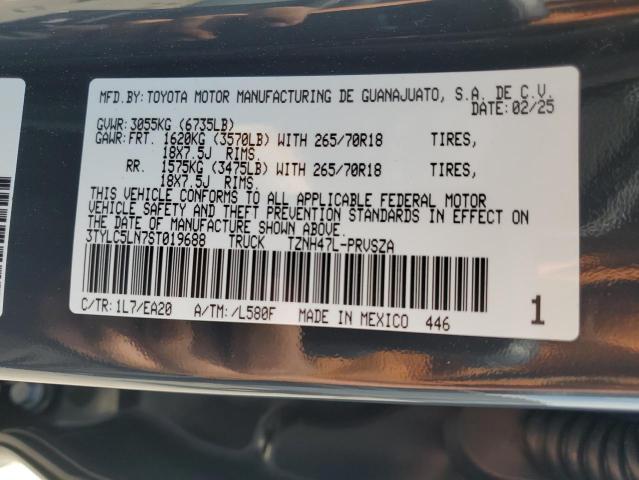 MFD.BY:TOYOTA MOTOR MANUFACTURING DE GUANAJUATO, S.A. DE C.V.
DATE: 02/25
GVWR:3055KG (6735LB)
GAWR:FRT. 1620KG (3570LB) WITH 265/70R18 TIRES,
18X7.5J RIMS.
RR. 1575KG (3475LB) WITH 265/70R18 TIRES,
18X7.5J RIMS.
THIS VEHICLE CONFORMS TO ALL APPLICABLE FEDERAL MOTOR
VEHICLE SAFETY AND THEFT PREVENTION STANDARDS IN EFFECT ON
THE DATE OF MANUFACTURE SHOWN ABOVE.
3TYLC5LN7ST019688 TRUCK TZNH47L-PRVSZA
C/TR: 1L7/EA20 A/TM: /L580F MADE IN MEXICO 446 1